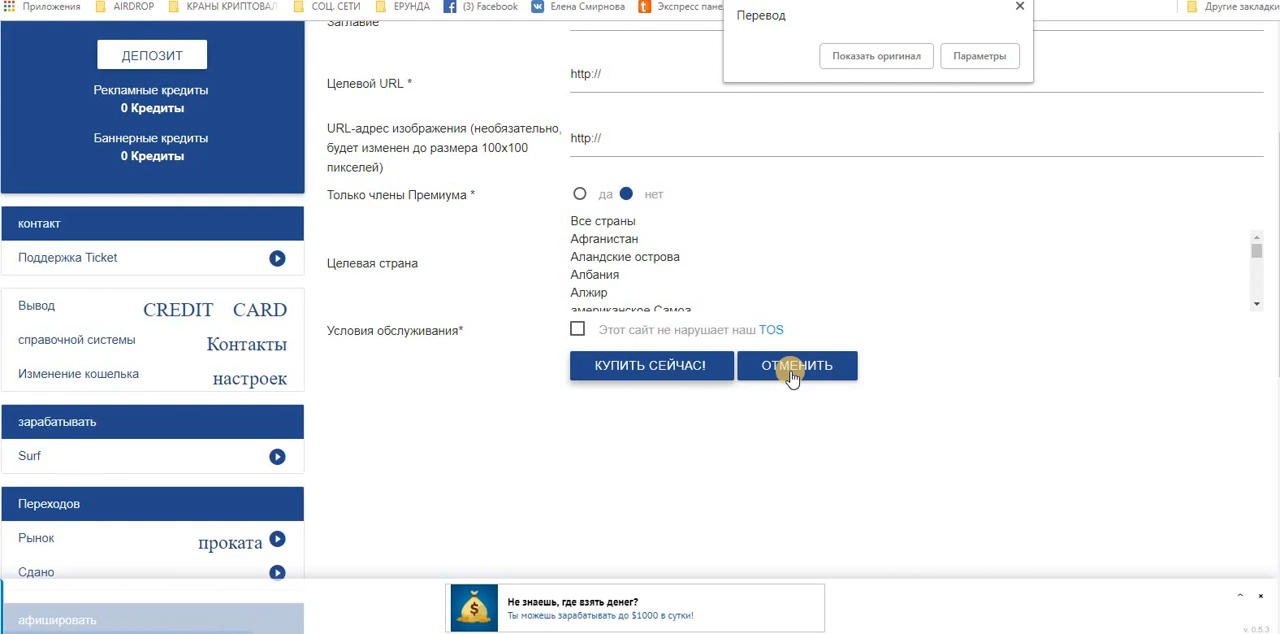 Приложения AIRDROP КРАНЫ КРИПТОВАЛ СОЦ. СЕТИ ЕРУНДА (3) Facebook Елена Смирнова Экспресс пане Другие закладки
Перевод
Показать оригинал Параметры
ДЕПОЗИТ
Рекламные кредиты
0 Кредиты
Баннерные кредиты
0 Кредиты
контакт
Поддержка Ticket
Вывод CREDIT CARD
справочной системы Контакты
Изменение кошелька настроек
зарабатывать
Surf
Переходов
Рынок проката
Сдано
афишировать
Заглавие
Целевой URL * http://
URL-адрес изображения (необязательно,
будет изменен до размера 100x100
пикселей)
http://
Только члены Премиума * да нет
Целевая страна
Все страны
Афганистан
Аландские острова
Албания
Алжир
американское Самоа
Условия обслуживания* Этот сайт не нарушает наш TOS
КУПИТЬ СЕЙЧАС! ОТМЕНИТЬ
Не знаешь, где взять денег?
Ты можешь зарабатывать до $1000 в сутки!
v. 0.5.3